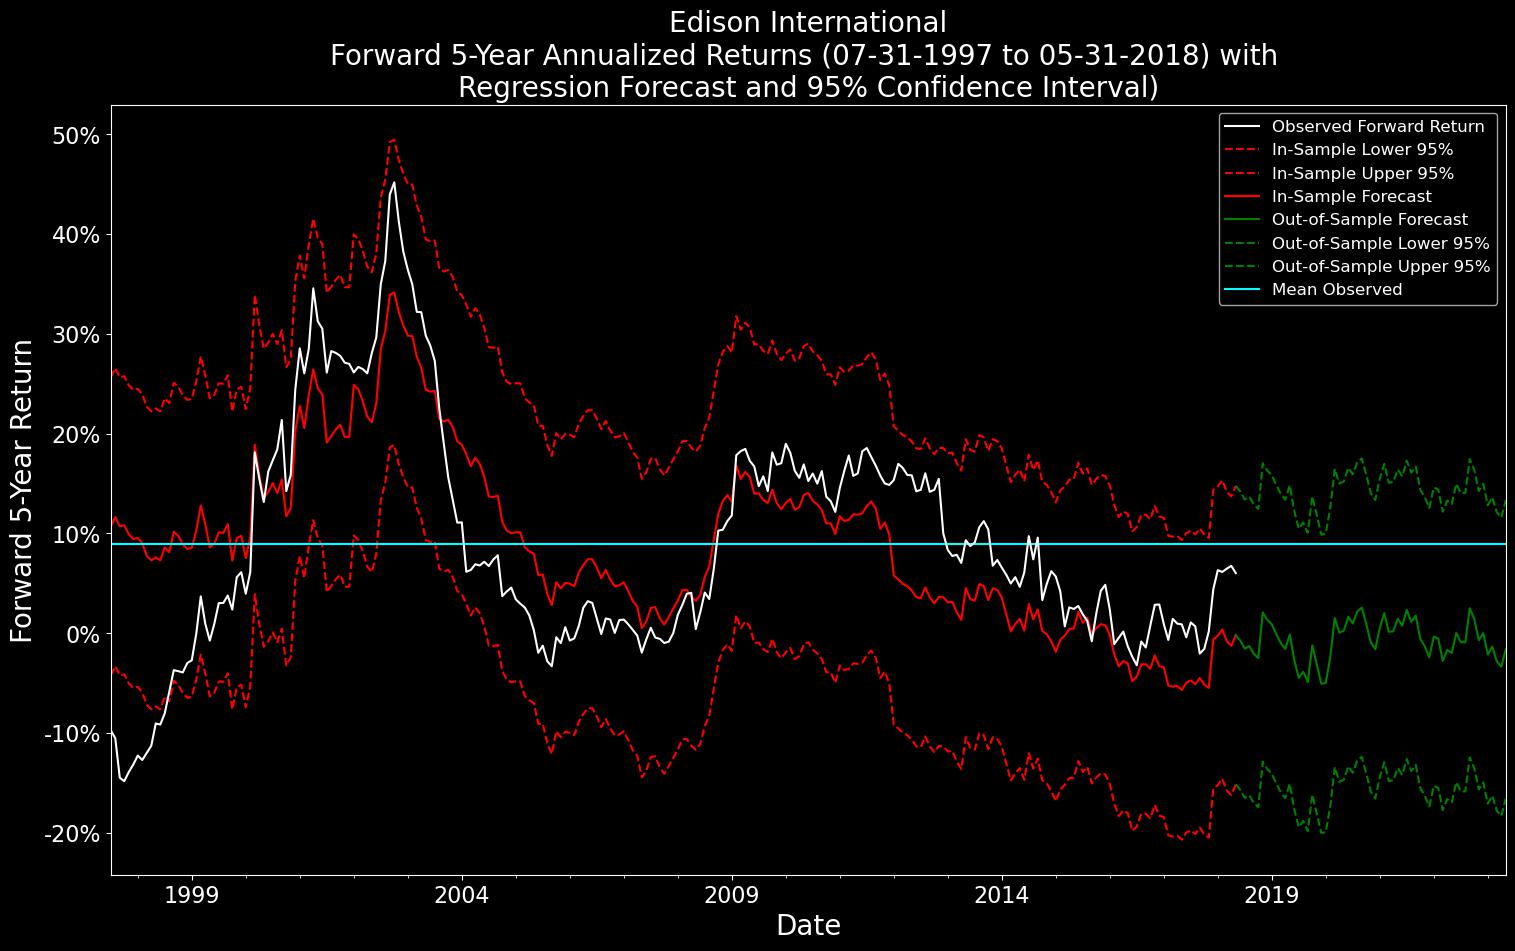 Edison International
Forward 5-Year Annualized Returns (07-31-1997 to 05-31-2018) with
Regression Forecast and 95% Confidence Interval)
Observed Forward Return
In-Sample Lower 95%
In-Sample Upper 95%
In-Sample Forecast
Out-of-Sample Forecast
Out-of-Sample Lower 95%
Out-of-Sample Upper 95%
Mean Observed
Forward 5-Year Return
50%
40%
30%
20%
10%
0%
-10%
-20%
1999
2004
2009
2014
2019
Date